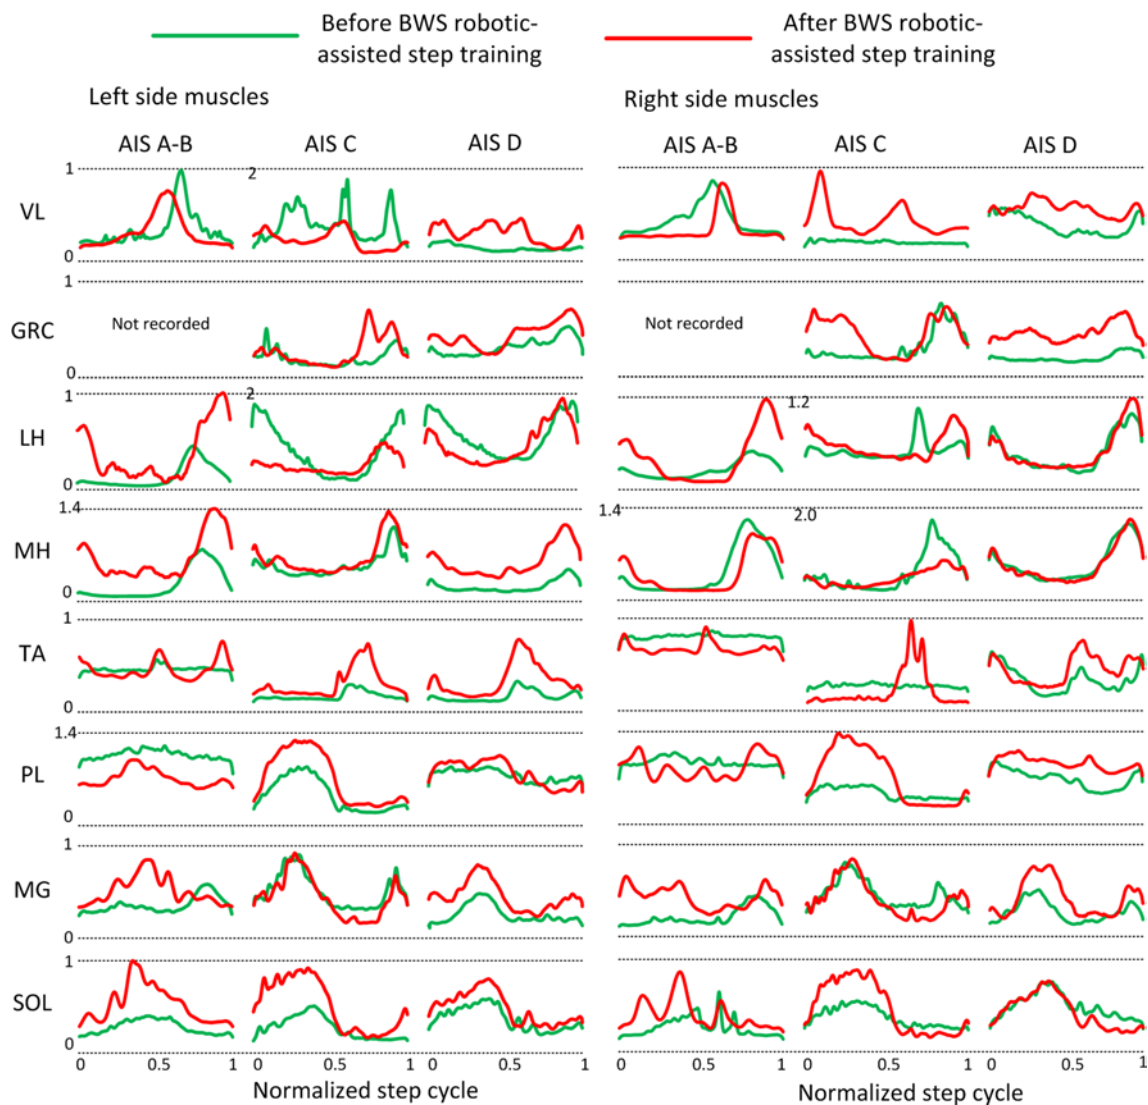 Before BWS robotic-
assisted step training
After BWS robotic-
assisted step training
Left side muscles
Right side muscles
AIS A-B AIS C AIS D AIS A-B AIS C AIS D
1 2
VL
0
1
GRC Not recorded Not recorded
0
1 2 1.2
LH
0
1.4 1.4 2.0
MH
0
1
TA
0
1.4
PL
0
1
MG
0
1
SOL
0
0 0.5 1 0 0.5 1 0 0.5 1 0 0.5 1 0 0.5 1 0 0.5 1
Normalized step cycle Normalized step cycle